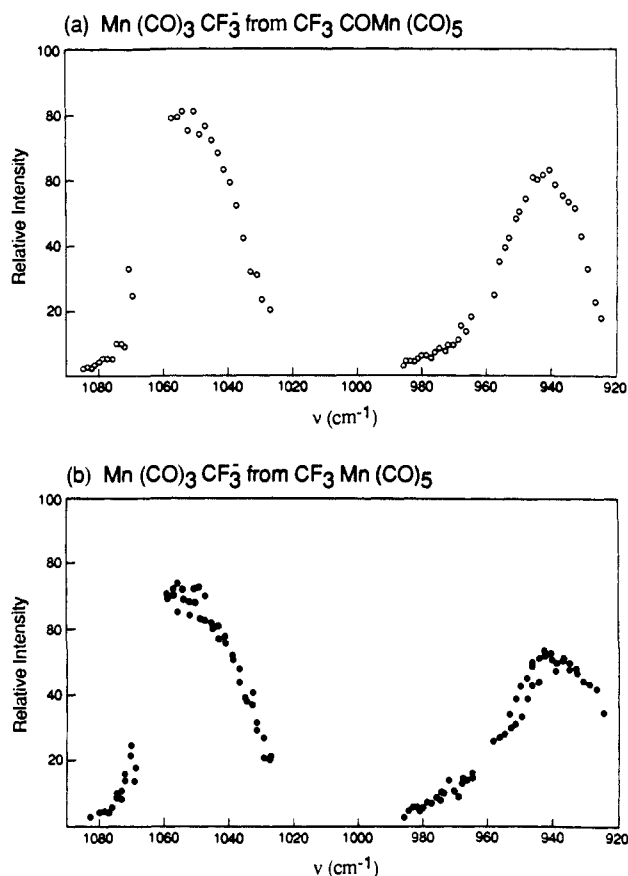 (a) Mn (CO)₃ CF₃⁻ from CF₃ COMn (CO)₅
100
80
80
40
20
Relative Intensity
1080 1060 1040 1020 1000 980 960 940 920
ν (cm⁻¹)
(b) Mn (CO)₃ CF₃⁻ from CF₃ Mn (CO)₅
100
80
80
40
20
Relative Intensity
1080 1060 1040 1020 1000 980 960 940 920
ν (cm⁻¹)